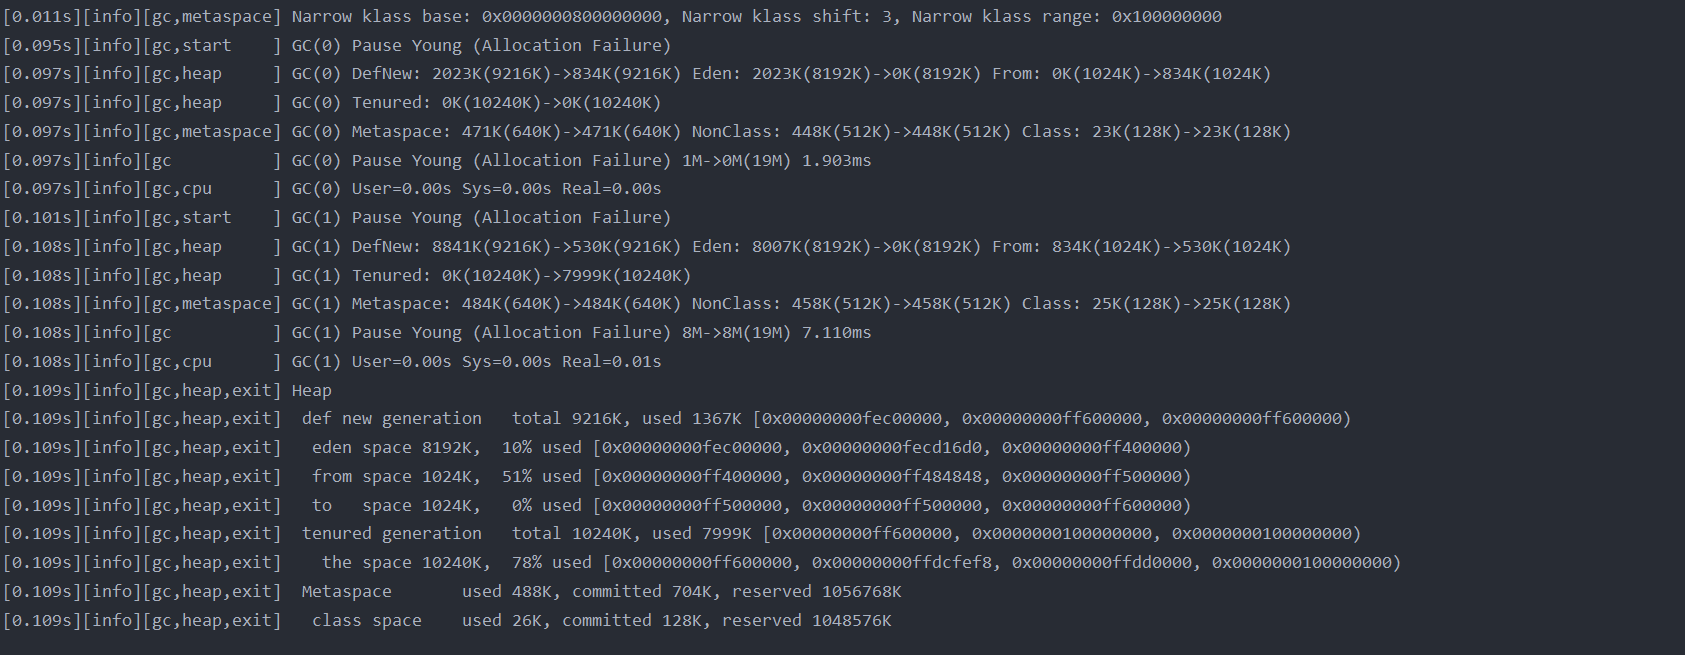 [0.011s][info][gc,metaspace] Narrow klass base: 0x0000000800000000, Narrow klass shift: 3, Narrow klass range: 0x100000000
[0.095s][info][gc,start    ] GC(0) Pause Young (Allocation Failure)
[0.097s][info][gc,heap     ] GC(0) DefNew: 2023K(9216K)->834K(9216K) Eden: 2023K(8192K)->0K(8192K) From: 0K(1024K)->834K(1024K)
[0.097s][info][gc,heap     ] GC(0) Tenured: 0K(10240K)->0K(10240K)
[0.097s][info][gc,metaspace] GC(0) Metaspace: 471K(640K)->471K(640K) NonClass: 448K(512K)->448K(512K) Class: 23K(128K)->23K(128K)
[0.097s][info][gc          ] GC(0) Pause Young (Allocation Failure) 1M->0M(19M) 1.903ms
[0.097s][info][gc,cpu      ] GC(0) User=0.00s Sys=0.00s Real=0.00s
[0.101s][info][gc,start    ] GC(1) Pause Young (Allocation Failure)
[0.108s][info][gc,heap     ] GC(1) DefNew: 8841K(9216K)->530K(9216K) Eden: 8007K(8192K)->0K(8192K) From: 834K(1024K)->530K(1024K)
[0.108s][info][gc,heap     ] GC(1) Tenured: 0K(10240K)->7999K(10240K)
[0.108s][info][gc,metaspace] GC(1) Metaspace: 484K(640K)->484K(640K) NonClass: 458K(512K)->458K(512K) Class: 25K(128K)->25K(128K)
[0.108s][info][gc          ] GC(1) Pause Young (Allocation Failure) 8M->8M(19M) 7.110ms
[0.108s][info][gc,cpu      ] GC(1) User=0.00s Sys=0.00s Real=0.01s
[0.109s][info][gc,heap,exit] Heap
[0.109s][info][gc,heap,exit]  def new generation   total 9216K, used 1367K [0x00000000fec00000, 0x00000000ff600000, 0x00000000ff600000)
[0.109s][info][gc,heap,exit]   eden space 8192K,  10% used [0x00000000fec00000, 0x00000000fecd16d0, 0x00000000ff400000)
[0.109s][info][gc,heap,exit]   from space 1024K,  51% used [0x00000000ff400000, 0x00000000ff484848, 0x00000000ff500000)
[0.109s][info][gc,heap,exit]   to   space 1024K,   0% used [0x00000000ff500000, 0x00000000ff500000, 0x00000000ff600000)
[0.109s][info][gc,heap,exit]  tenured generation   total 10240K, used 7999K [0x00000000ff600000, 0x0000000100000000, 0x0000000100000000)
[0.109s][info][gc,heap,exit]    the space 10240K,  78% used [0x00000000ff600000, 0x00000000ffdcfef8, 0x00000000ffdd0000, 0x0000000100000000)
[0.109s][info][gc,heap,exit]  Metaspace       used 488K, committed 704K, reserved 1056768K
[0.109s][info][gc,heap,exit]   class space    used 26K, committed 128K, reserved 1048576K